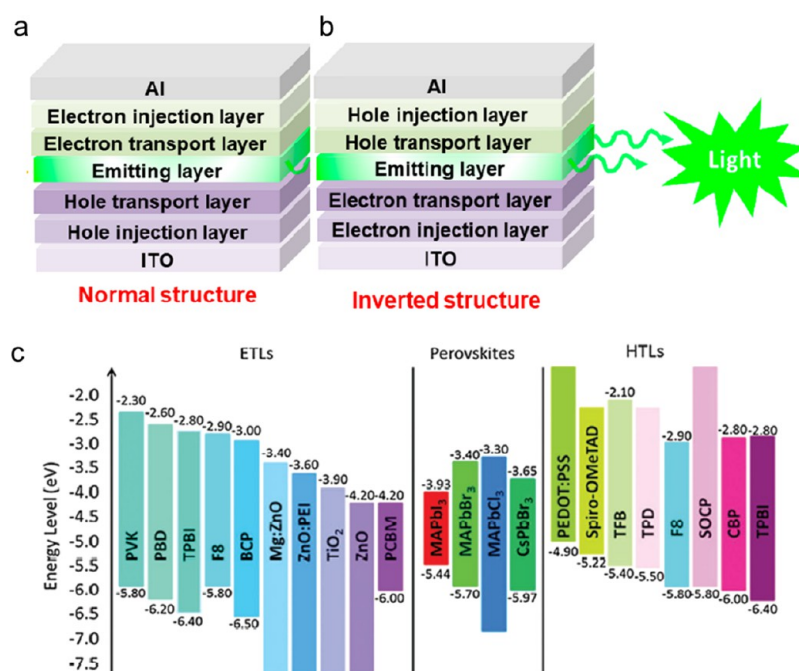 a
Al
Electron injection layer
Electron transport layer
Emitting layer
Hole transport layer
Hole injection layer
ITO
Normal structure
b
Al
Hole injection layer
Hole transport layer
Emitting layer
Electron transport layer
Electron injection layer
ITO
Inverted structure
Light
c
ETLs
Perovskites
HTLs
Energy Level (eV)
-2.0
-2.5
-3.0
-3.5
-4.0
-4.5
-5.0
-5.5
-6.0
-6.5
-7.0
-7.5
-2.30
PVK
-5.80
-2.60
PBD
-6.20
-2.80
TPBI
-6.40
-2.90
F8
-5.80
-3.00
BCP
-6.50
-3.40
Mg:ZnO
-3.60
ZnO:PEI
-3.90
TiO₂
-4.20
ZnO
-4.20
PCBM
-6.00
-3.93
MAPbI₃
-5.44
-3.40
MAPbBr₃
-5.70
-3.30
MAPbCl₃
-3.65
CsPbBr₃
-5.97
PEDOT:PSS
-4.90
Spiro-OMeTAD
-5.22
-2.10
TFB
-5.40
TPD
-5.50
-2.90
F8
-5.80
SOCP
-5.80
-2.80
CBP
-6.00
-2.80
TPBI
-6.40